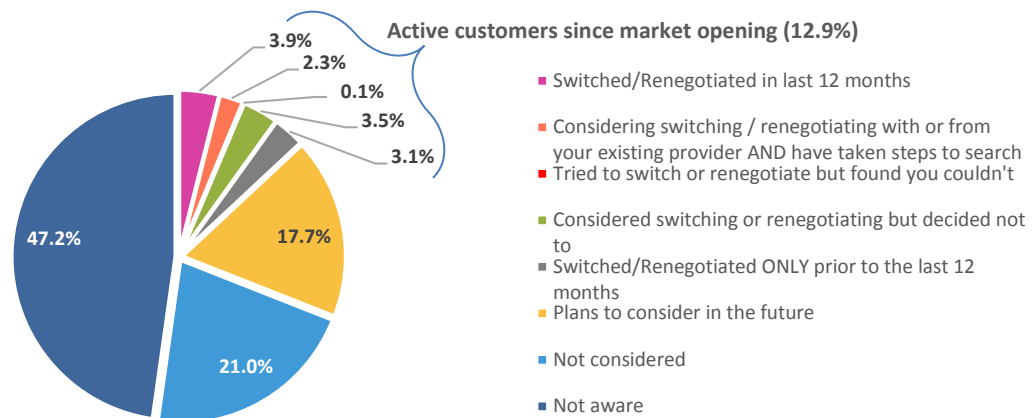 Active customers since market opening (12.9%)
3.9%
2.3%
0.1%
3.5%
3.1%
17.7%
21.0%
47.2%
Switched/Renegotiated in last 12 months
Considering switching / renegotiating with or from
your existing provider AND have taken steps to search
Tried to switch or renegotiate but found you couldn't
Considered switching or renegotiating but decided not
to
Switched/Renegotiated ONLY prior to the last 12
months
Plans to consider in the future
Not considered
Not aware